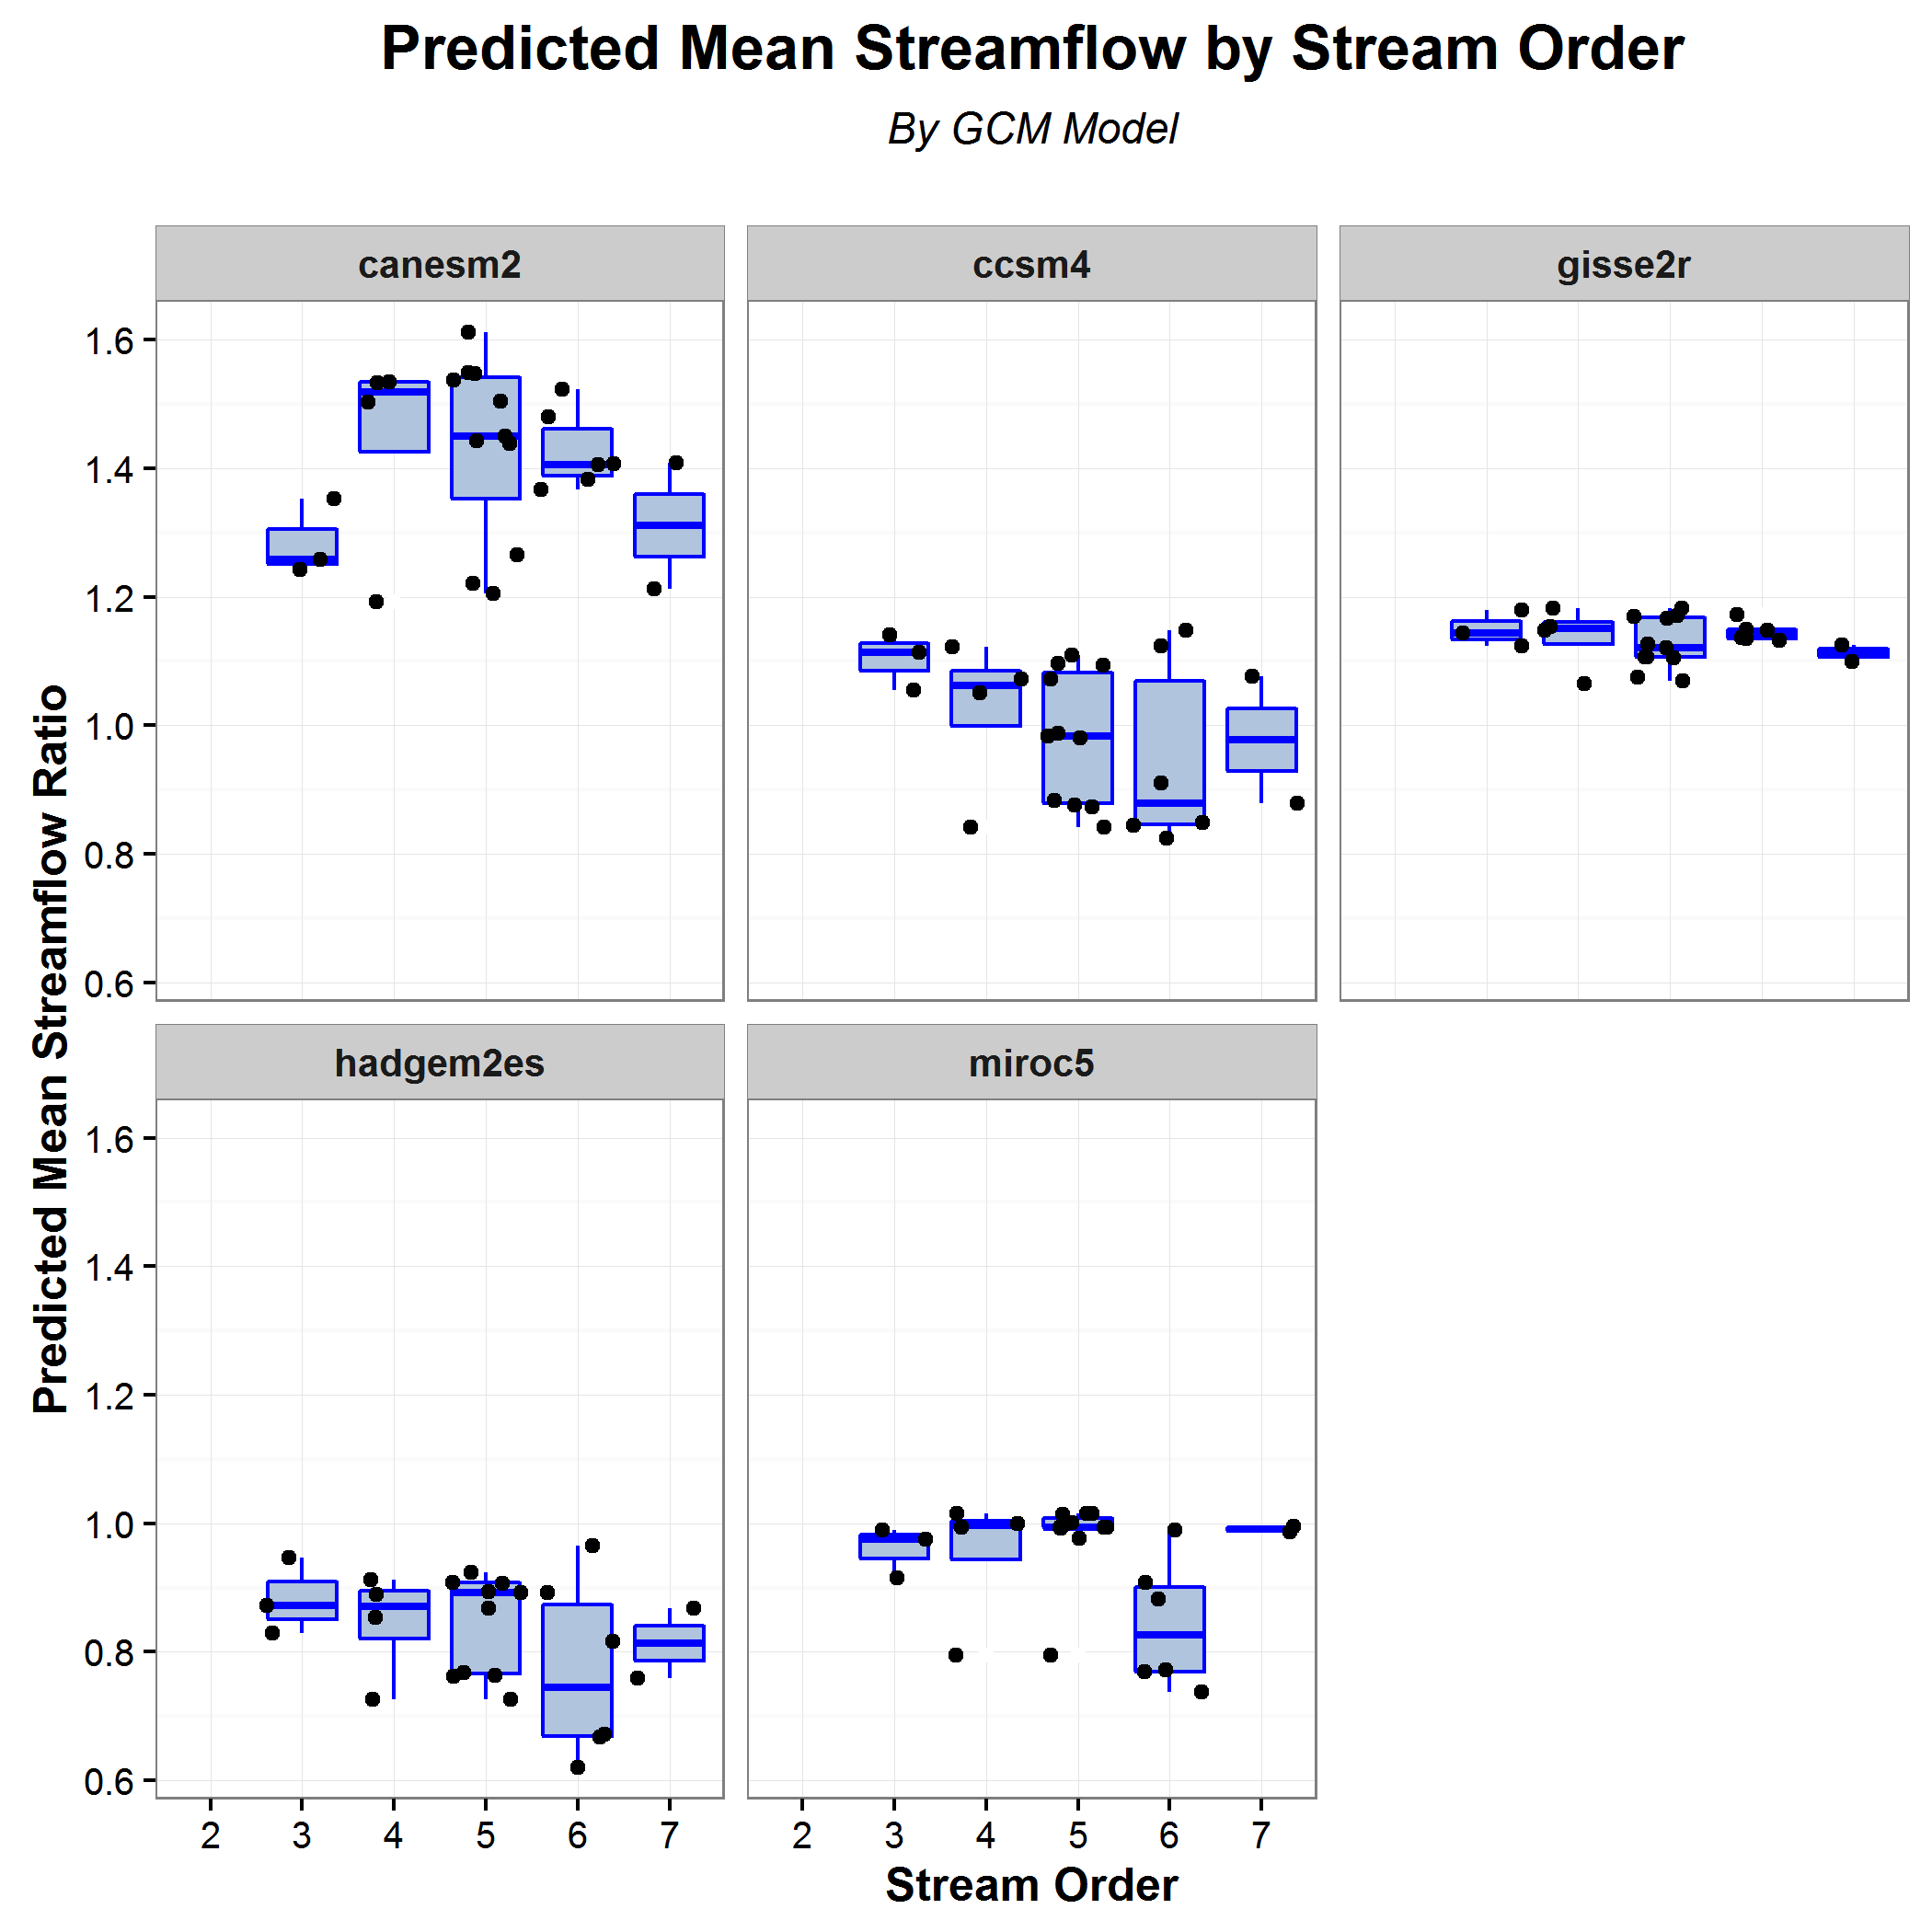 Predicted Mean Streamflow by Stream Order
By GCM Model
canesm2
ccsm4
gisse2r
Predicted Mean Streamflow Ratio
1.6
1.4
1.2
1.0
0.8
0.6
hadgem2es
miroc5
1.6
1.4
1.2
1.0
0.8
0.6
2 3 4 5 6 7
2 3 4 5 6 7
Stream Order